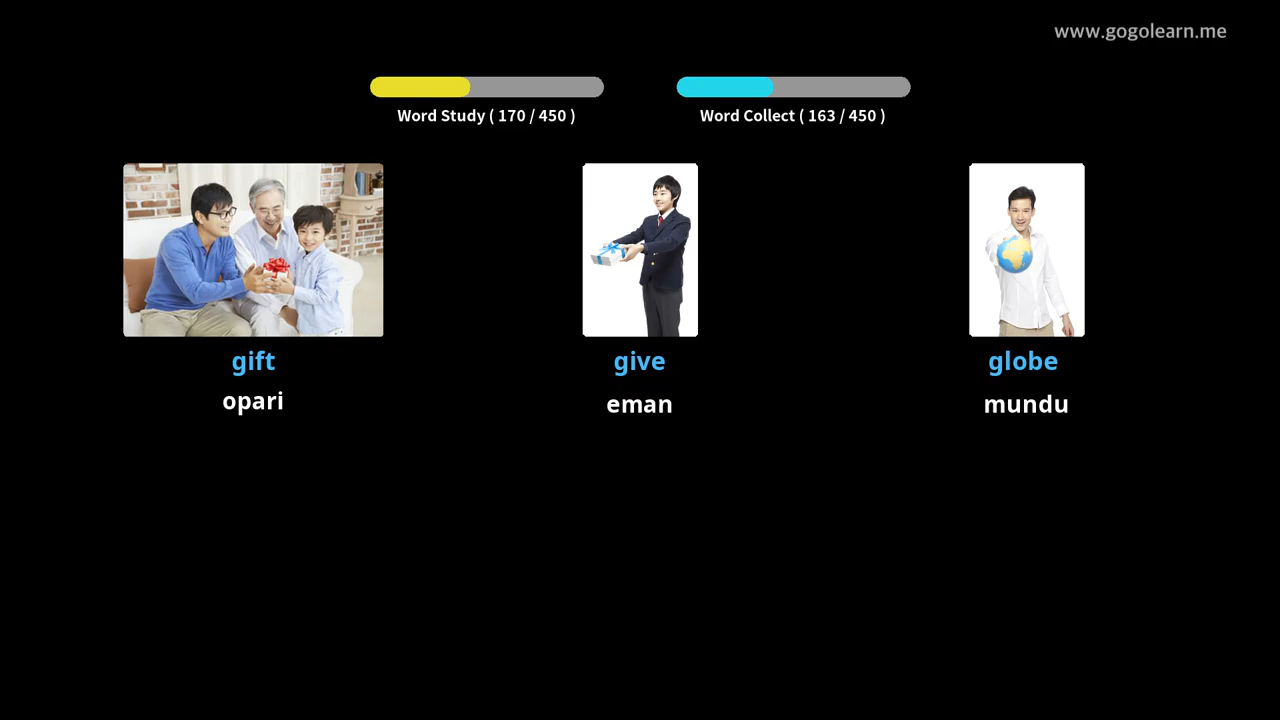 www.gogolearn.me
Word Study ( 170 / 450 )
Word Collect ( 163 / 450 )
gift
opari
give
eman
globe
mundu